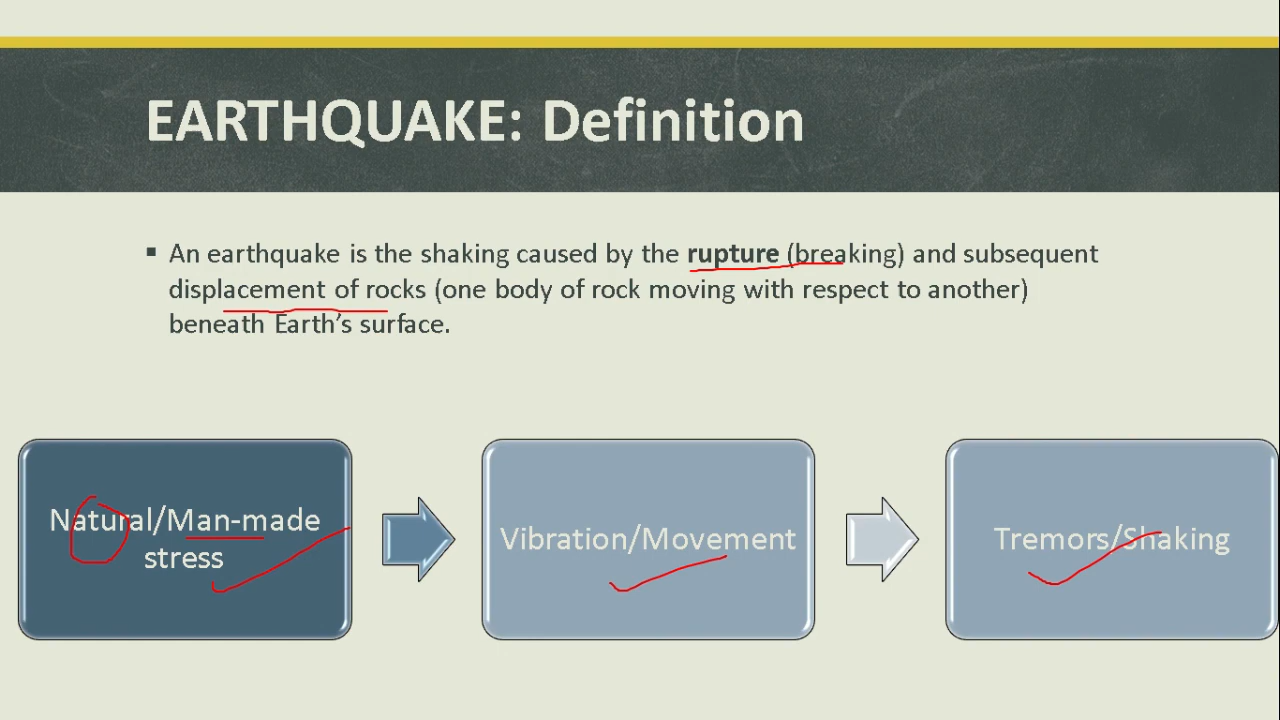 EARTHQUAKE: Definition
▪ An earthquake is the shaking caused by the rupture (breaking) and subsequent
displacement of rocks (one body of rock moving with respect to another)
beneath Earth’s surface.
Natural/Man-made
stress
Vibration/Movement
Tremors/Shaking